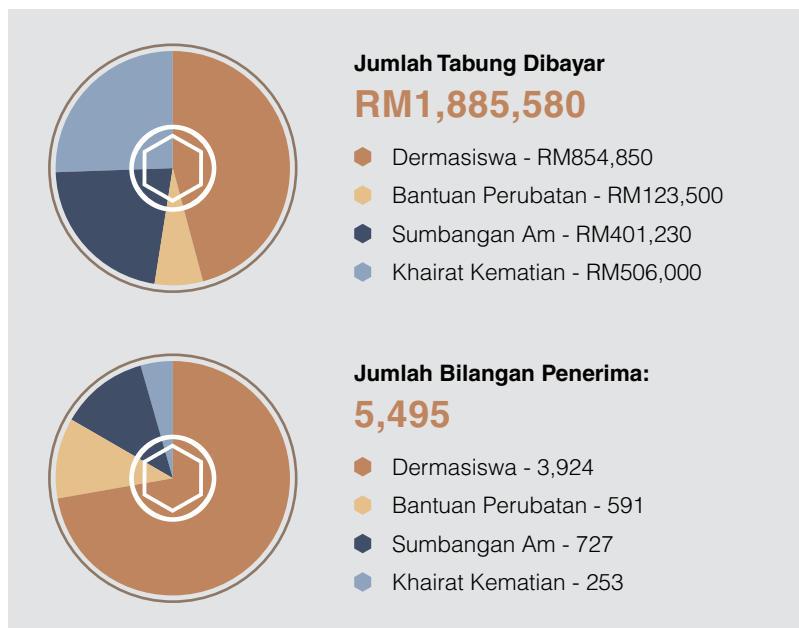 Jumlah Tabung Dibayar
RM1,885,580
Dermasiswa - RM854,850
Bantuan Perubatan - RM123,500
Sumbangan Am - RM401,230
Khairat Kematian - RM506,000
Jumlah Bilangan Penerima:
5,495
Dermasiswa - 3,924
Bantuan Perubatan - 591
Sumbangan Am - 727
Khairat Kematian - 253